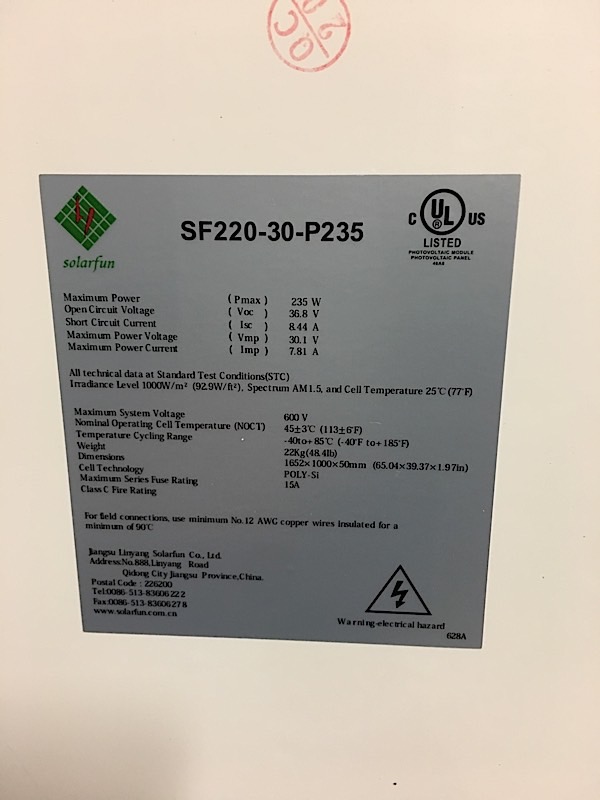 QC
solarfun
SF220-30-P235
C UL US
LISTED
PHOTOVOLTAIC MODULE
PHOTOVOLTAIC PANEL
46A8
Maximum Power (Pmax) 235 W
Open Circuit Voltage ( Voc ) 36.8 V
Short Circuit Current ( Isc ) 8.44 A
Maximum Power Voltage ( Vmp ) 30.1 V
Maximum Power Current ( Imp ) 7.81 A
All technical data at Standard Test Conditions(STC)
Irradiance Level 1000W/m² (92.9W/ft²), Spectrum AM1.5, and Cell Temperature 25℃(77℉)
Maximum System Voltage 600 V
Nominal Operating Cell Temperature (NOCT) 45±3℃ (113±6℉)
Temperature Cycling Range -40to+85℃ (-40℉ to+185℉)
Weight 22Kg(48.4lb)
Dimensions 1652×1000×50mm (65.04×39.37×1.97in)
Cell Technology POLY-Si
Maximum Series Fuse Rating 15A
Class C Fire Rating
For field connections, use minimum No.12 AWG copper wires insulated for a
minimum of 90℃
Jiangsu Linyang Solarfun Co., Ltd.
Address:No.888,Linyang Road
Qidong City Jiangsu Province,China.
Postal Code : 226200
Tel:0086-513-83606222
Fax:0086-513-83606278
www.solarfun.com.cn
Warning-electrical hazard
628A